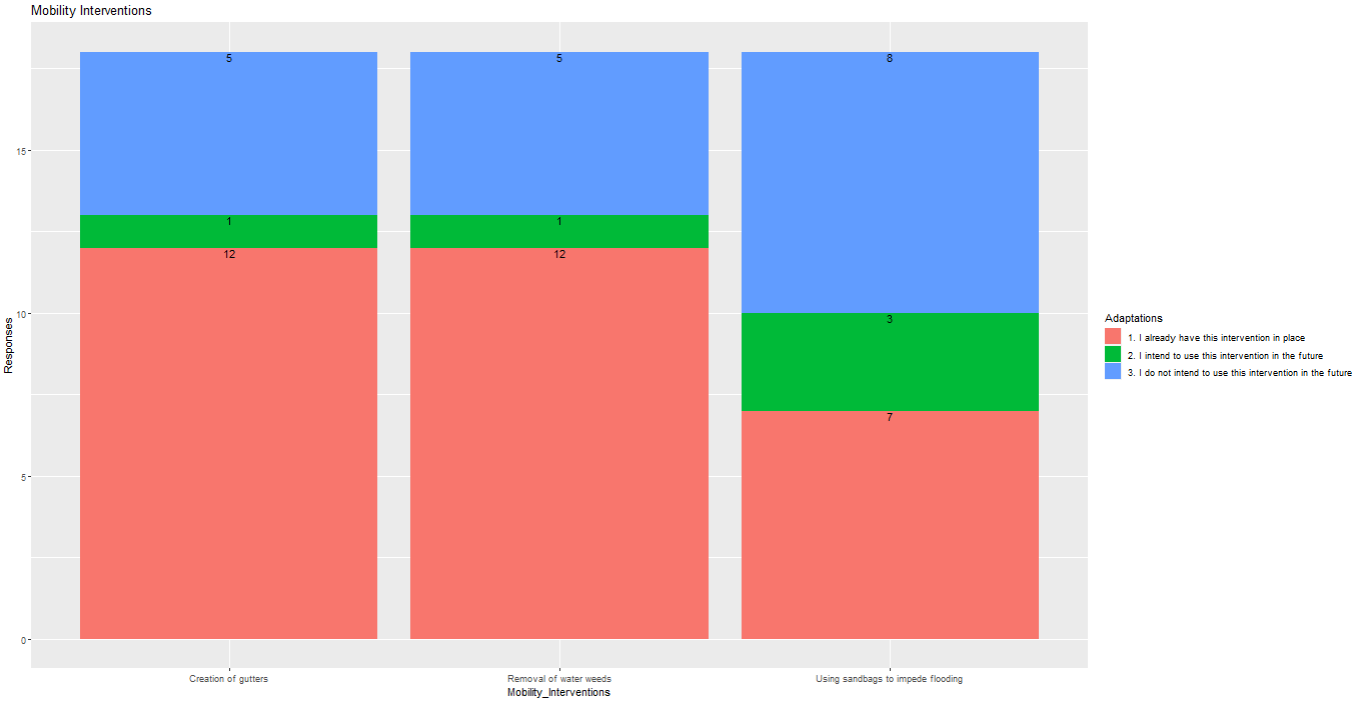 Mobility Interventions
5 5 8
15
1 1
12 12
10
3
7
5
0
Responses
Creation of gutters Removal of water weeds Using sandbags to impede flooding
Mobility_Interventions
Adaptations
1. I already have this intervention in place
2. I intend to use this intervention in the future
3. I do not intend to use this intervention in the future